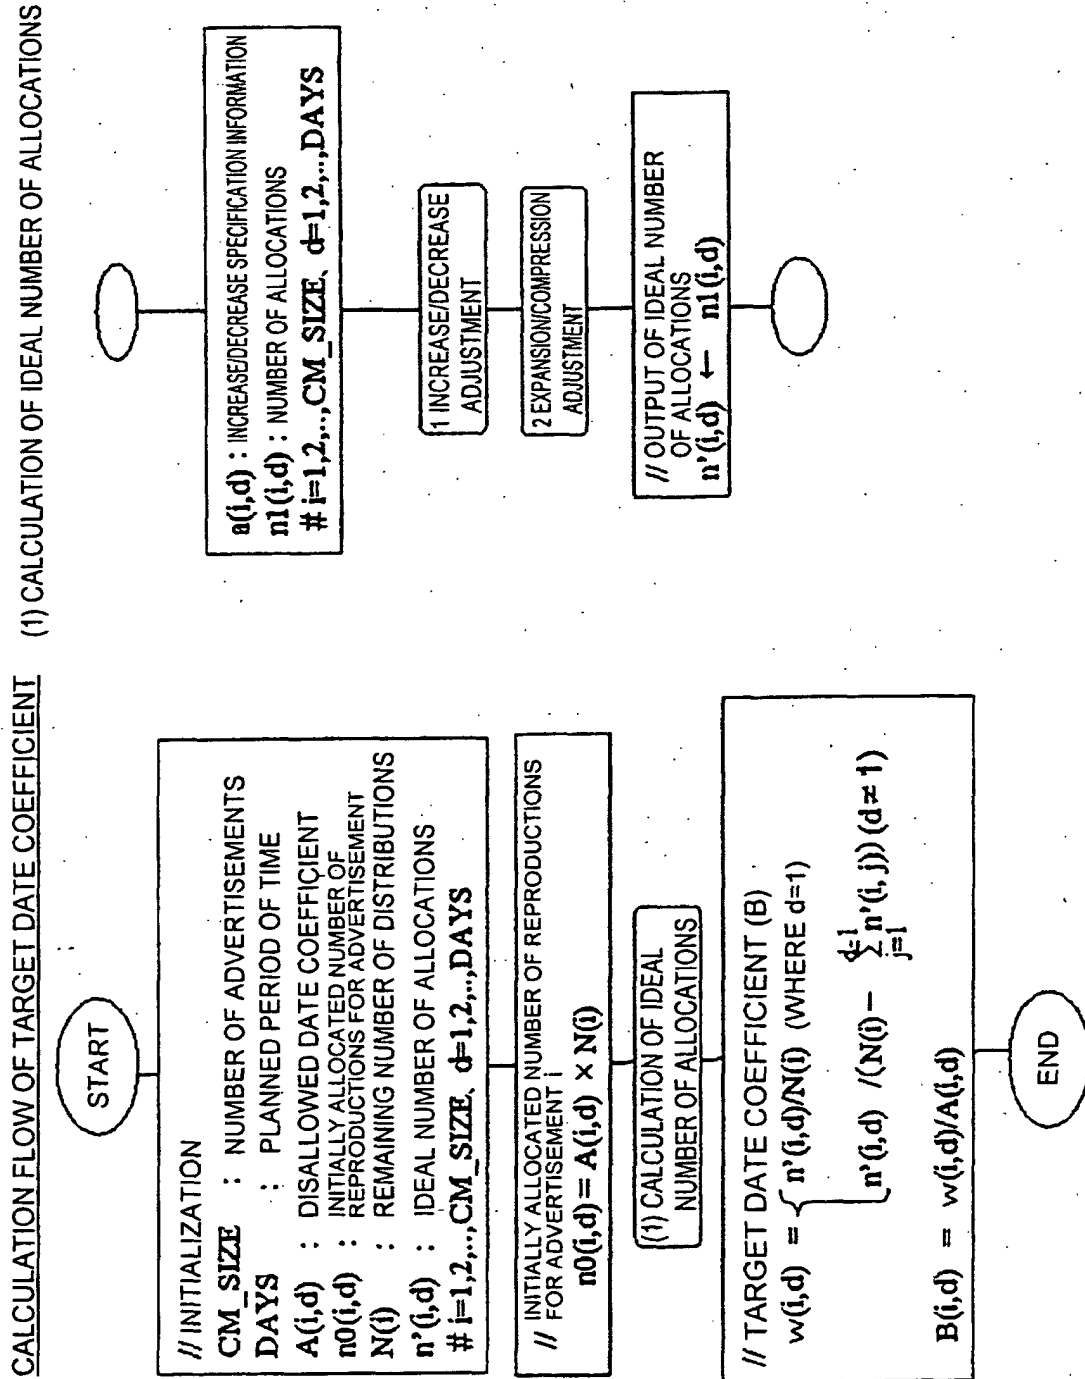 CALCULATION FLOW OF TARGET DATE COEFFICIENT
START
// INITIALIZATION
CM_SIZE : NUMBER OF ADVERTISEMENTS
DAYS : PLANNED PERIOD OF TIME
A(i,d) : DISALLOWED DATE COEFFICIENT
n0(i,d) : INITIALLY ALLOCATED NUMBER OF
REPRODUCTIONS FOR ADVERTISEMENT
N(i) : REMAINING NUMBER OF DISTRIBUTIONS
n'(i,d) : IDEAL NUMBER OF ALLOCATIONS
# i=1,2,..,CM_SIZE、d=1,2,..,DAYS
// INITIALLY ALLOCATED NUMBER OF REPRODUCTIONS
FOR ADVERTISEMENT i
n0(i,d) = A(i,d) × N(i)
(1) CALCULATION OF IDEAL
NUMBER OF ALLOCATIONS
// TARGET DATE COEFFICIENT (B)
w(i,d) = { n'(i,d)/N(i) (WHERE d=1)
n'(i,d) /(N(i)− d-1 Σ j=1 n'(i, j)) (d≠1)
B(i,d) = w(i,d)/A(i,d)
END
(1) CALCULATION OF IDEAL NUMBER OF ALLOCATIONS
a(i,d) : INCREASE/DECREASE SPECIFICATION INFORMATION
n1(i,d) : NUMBER OF ALLOCATIONS
# i=1,2,..,CM_SIZE、d=1,2,..,DAYS
1 INCREASE/DECREASE
ADJUSTMENT
2 EXPANSION/COMPRESSION
ADJUSTMENT
// OUTPUT OF IDEAL NUMBER
OF ALLOCATIONS
n'(i,d) ← n1(i,d)